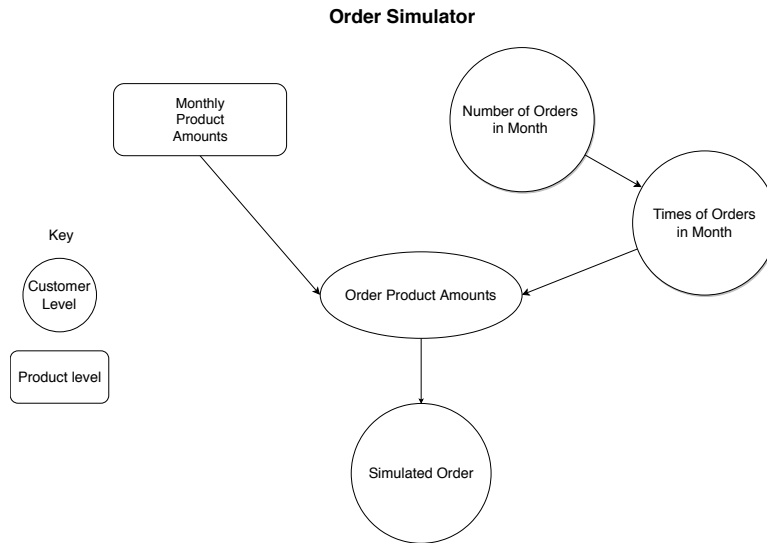 Order Simulator
Monthly
Product
Amounts
Number of Orders
in Month
Times of Orders
in Month
Key
Customer
Level
Order Product Amounts
Product level
Simulated Order